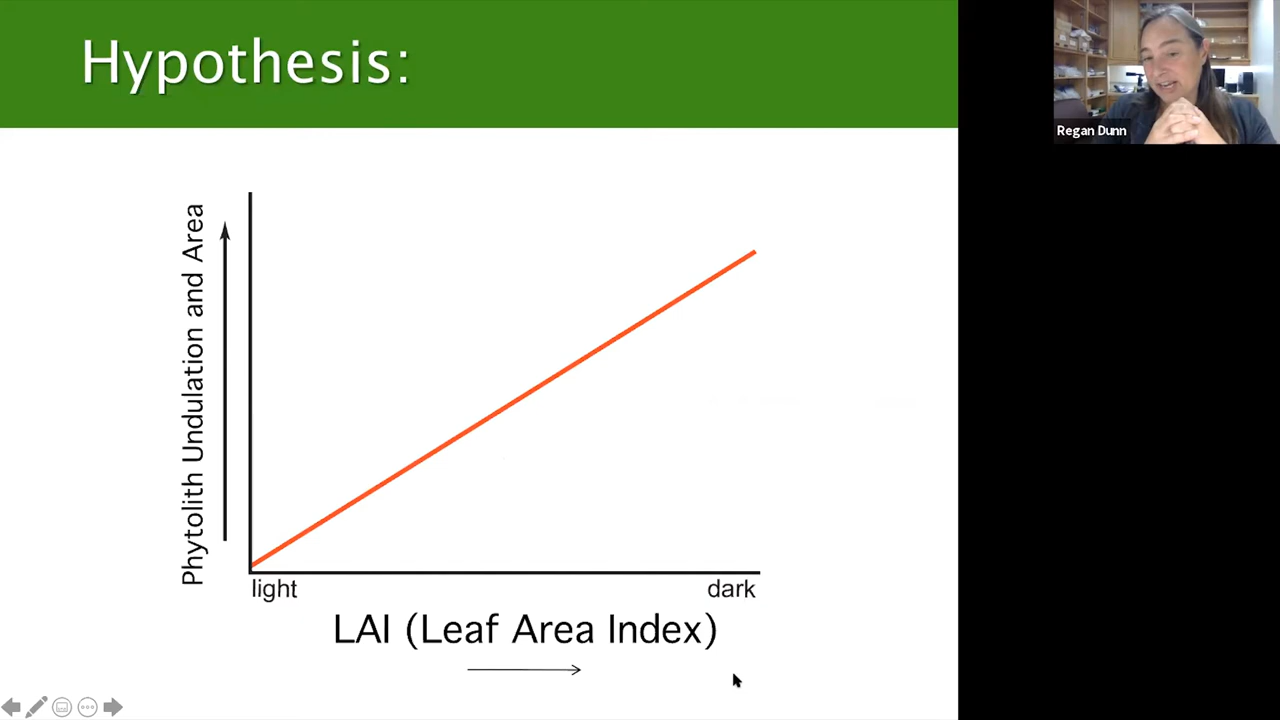 Hypothesis:
Regan Dunn
Phytolith Undulation and Area
light
dark
LAI (Leaf Area Index)